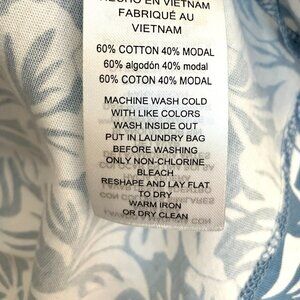 HECHO EN VIETNAM
FABRIQUÉ AU
VIETNAM
60% COTTON 40% MODAL
60% algodón 40% modal
60% COTON 40% MODAL
MACHINE WASH COLD
WITH LIKE COLORS
WASH INSIDE OUT
PUT IN LAUNDRY BAG
BEFORE WASHING
ONLY NON-CHLORINE
BLEACH
RESHAPE AND LAY FLAT
TO DRY
WARM IRON
OR DRY CLEAN